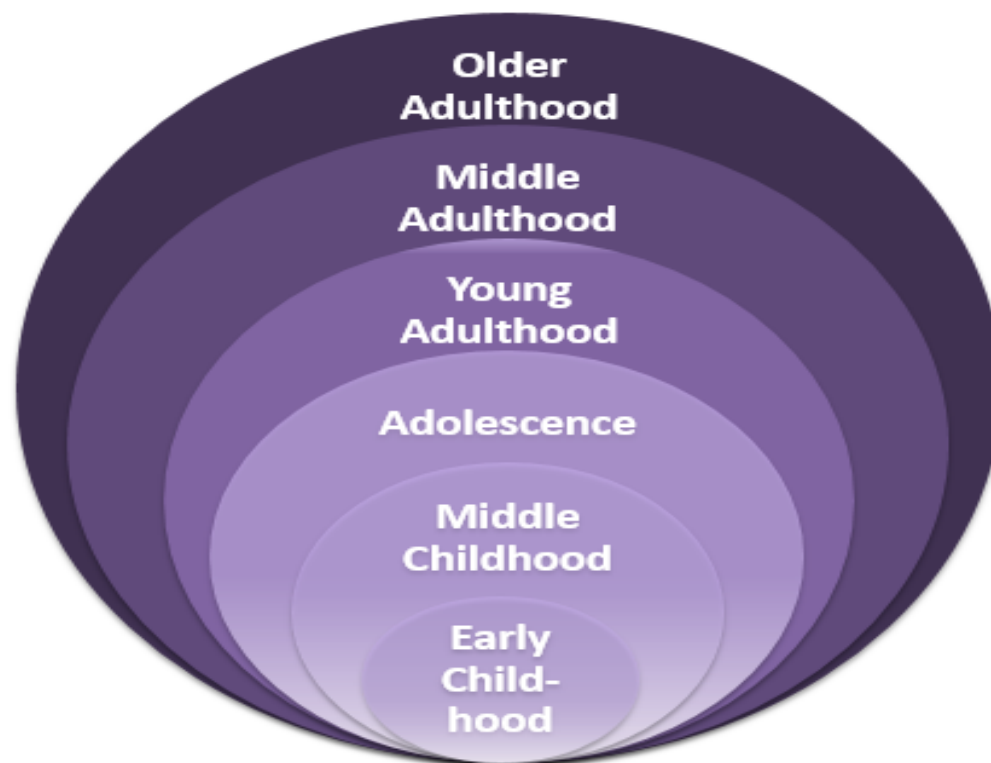 Older
Adulthood
Middle
Adulthood
Young
Adulthood
Adolescence
Middle
Childhood
Early
Child-
hood